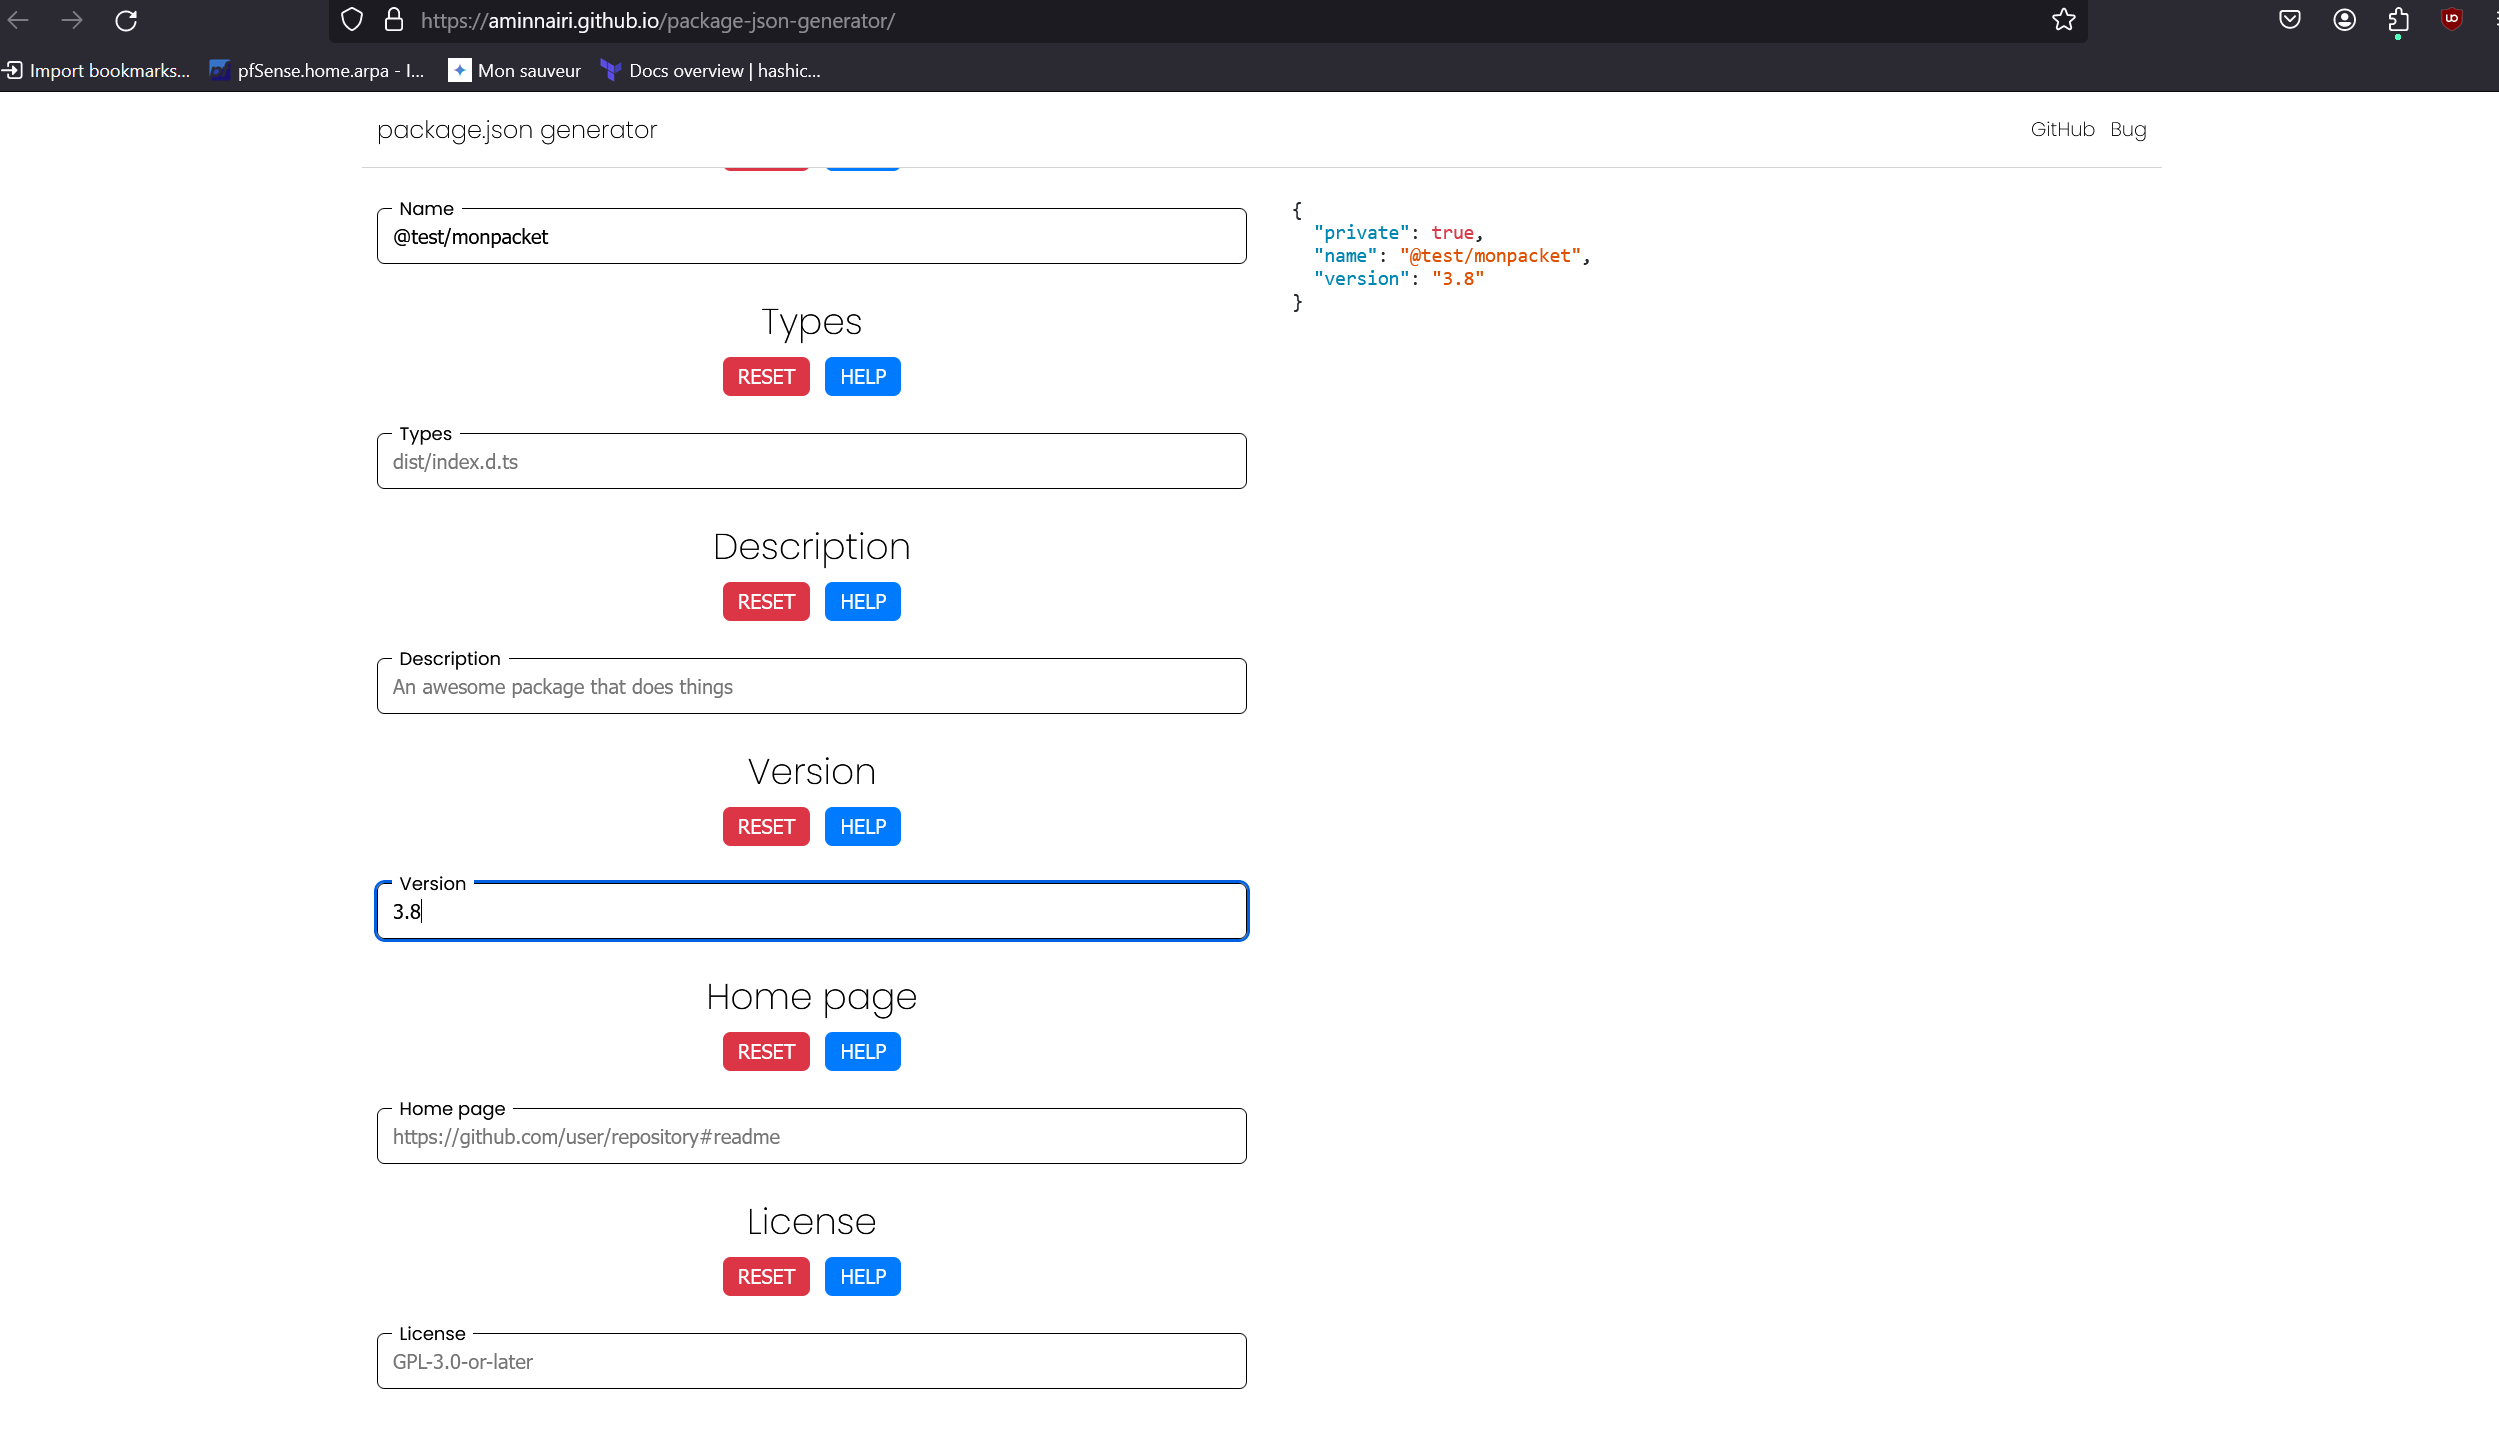 https://aminnairi.github.io/package-json-generator/
Import bookmarks...
pfSense.home.arpa - I...
Mon sauveur
Docs overview | hashic...
package.json generator
GitHub
Bug
Name
@test/monpacket
Types
RESET
HELP
Types
dist/index.d.ts
Description
RESET
HELP
Description
An awesome package that does things
Version
RESET
HELP
Version
3.8
Home page
RESET
HELP
Home page
https://github.com/user/repository#readme
License
RESET
HELP
License
GPL-3.0-or-later
{
"private": true,
"name": "@test/monpacket",
"version": "3.8"
}